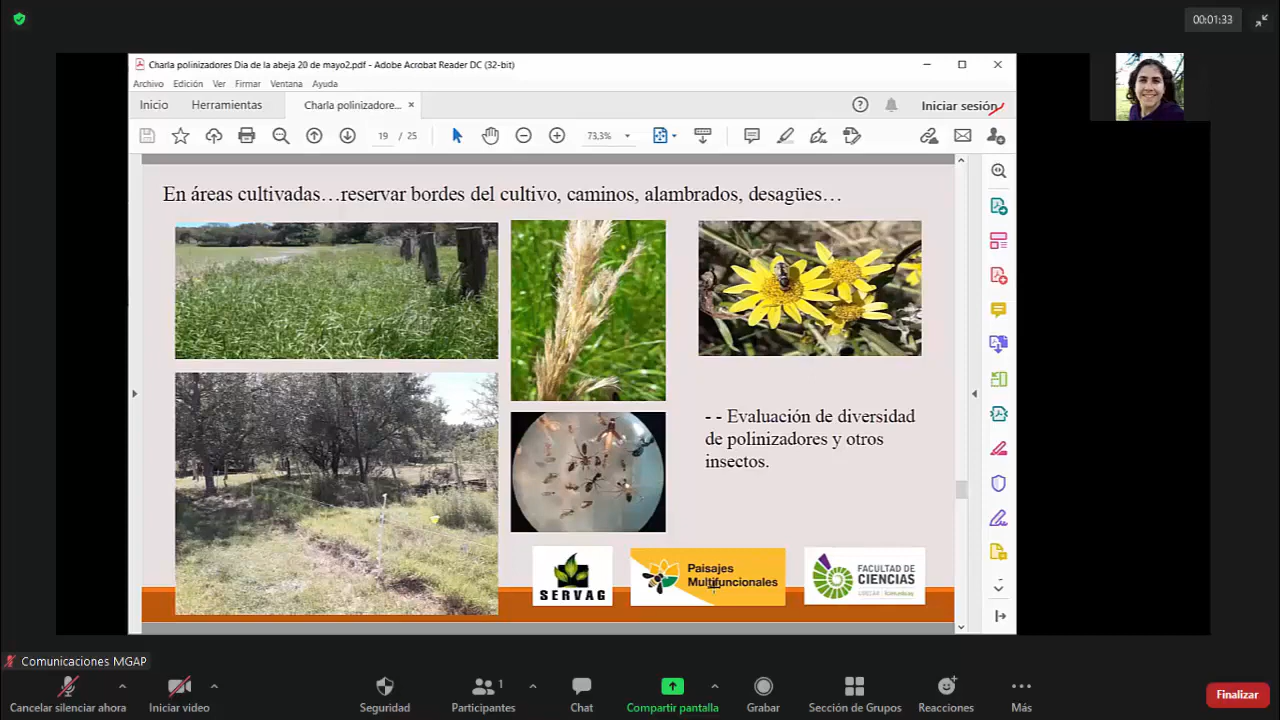 00:01:33
Charla polinizadores Dia de la abeja 20 de mayo2.pdf - Adobe Acrobat Reader DC (32-bit)
Archivo Edición Ver Firmar Ventana Ayuda
Inicio Herramientas Charla polinizadore... × Iniciar sesión
19 / 25 73,3%
En áreas cultivadas…reservar bordes del cultivo, caminos, alambrados, desagües…
- - Evaluación de diversidad
de polinizadores y otros
insectos.
SERVAG
Paisajes
Multifuncionales
FACULTAD DE
CIENCIAS
Comunicaciones MGAP
Cancelar silenciar ahora Iniciar video Seguridad Participantes 1 Chat Compartir pantalla Grabar Sección de Grupos Reacciones Más Finalizar